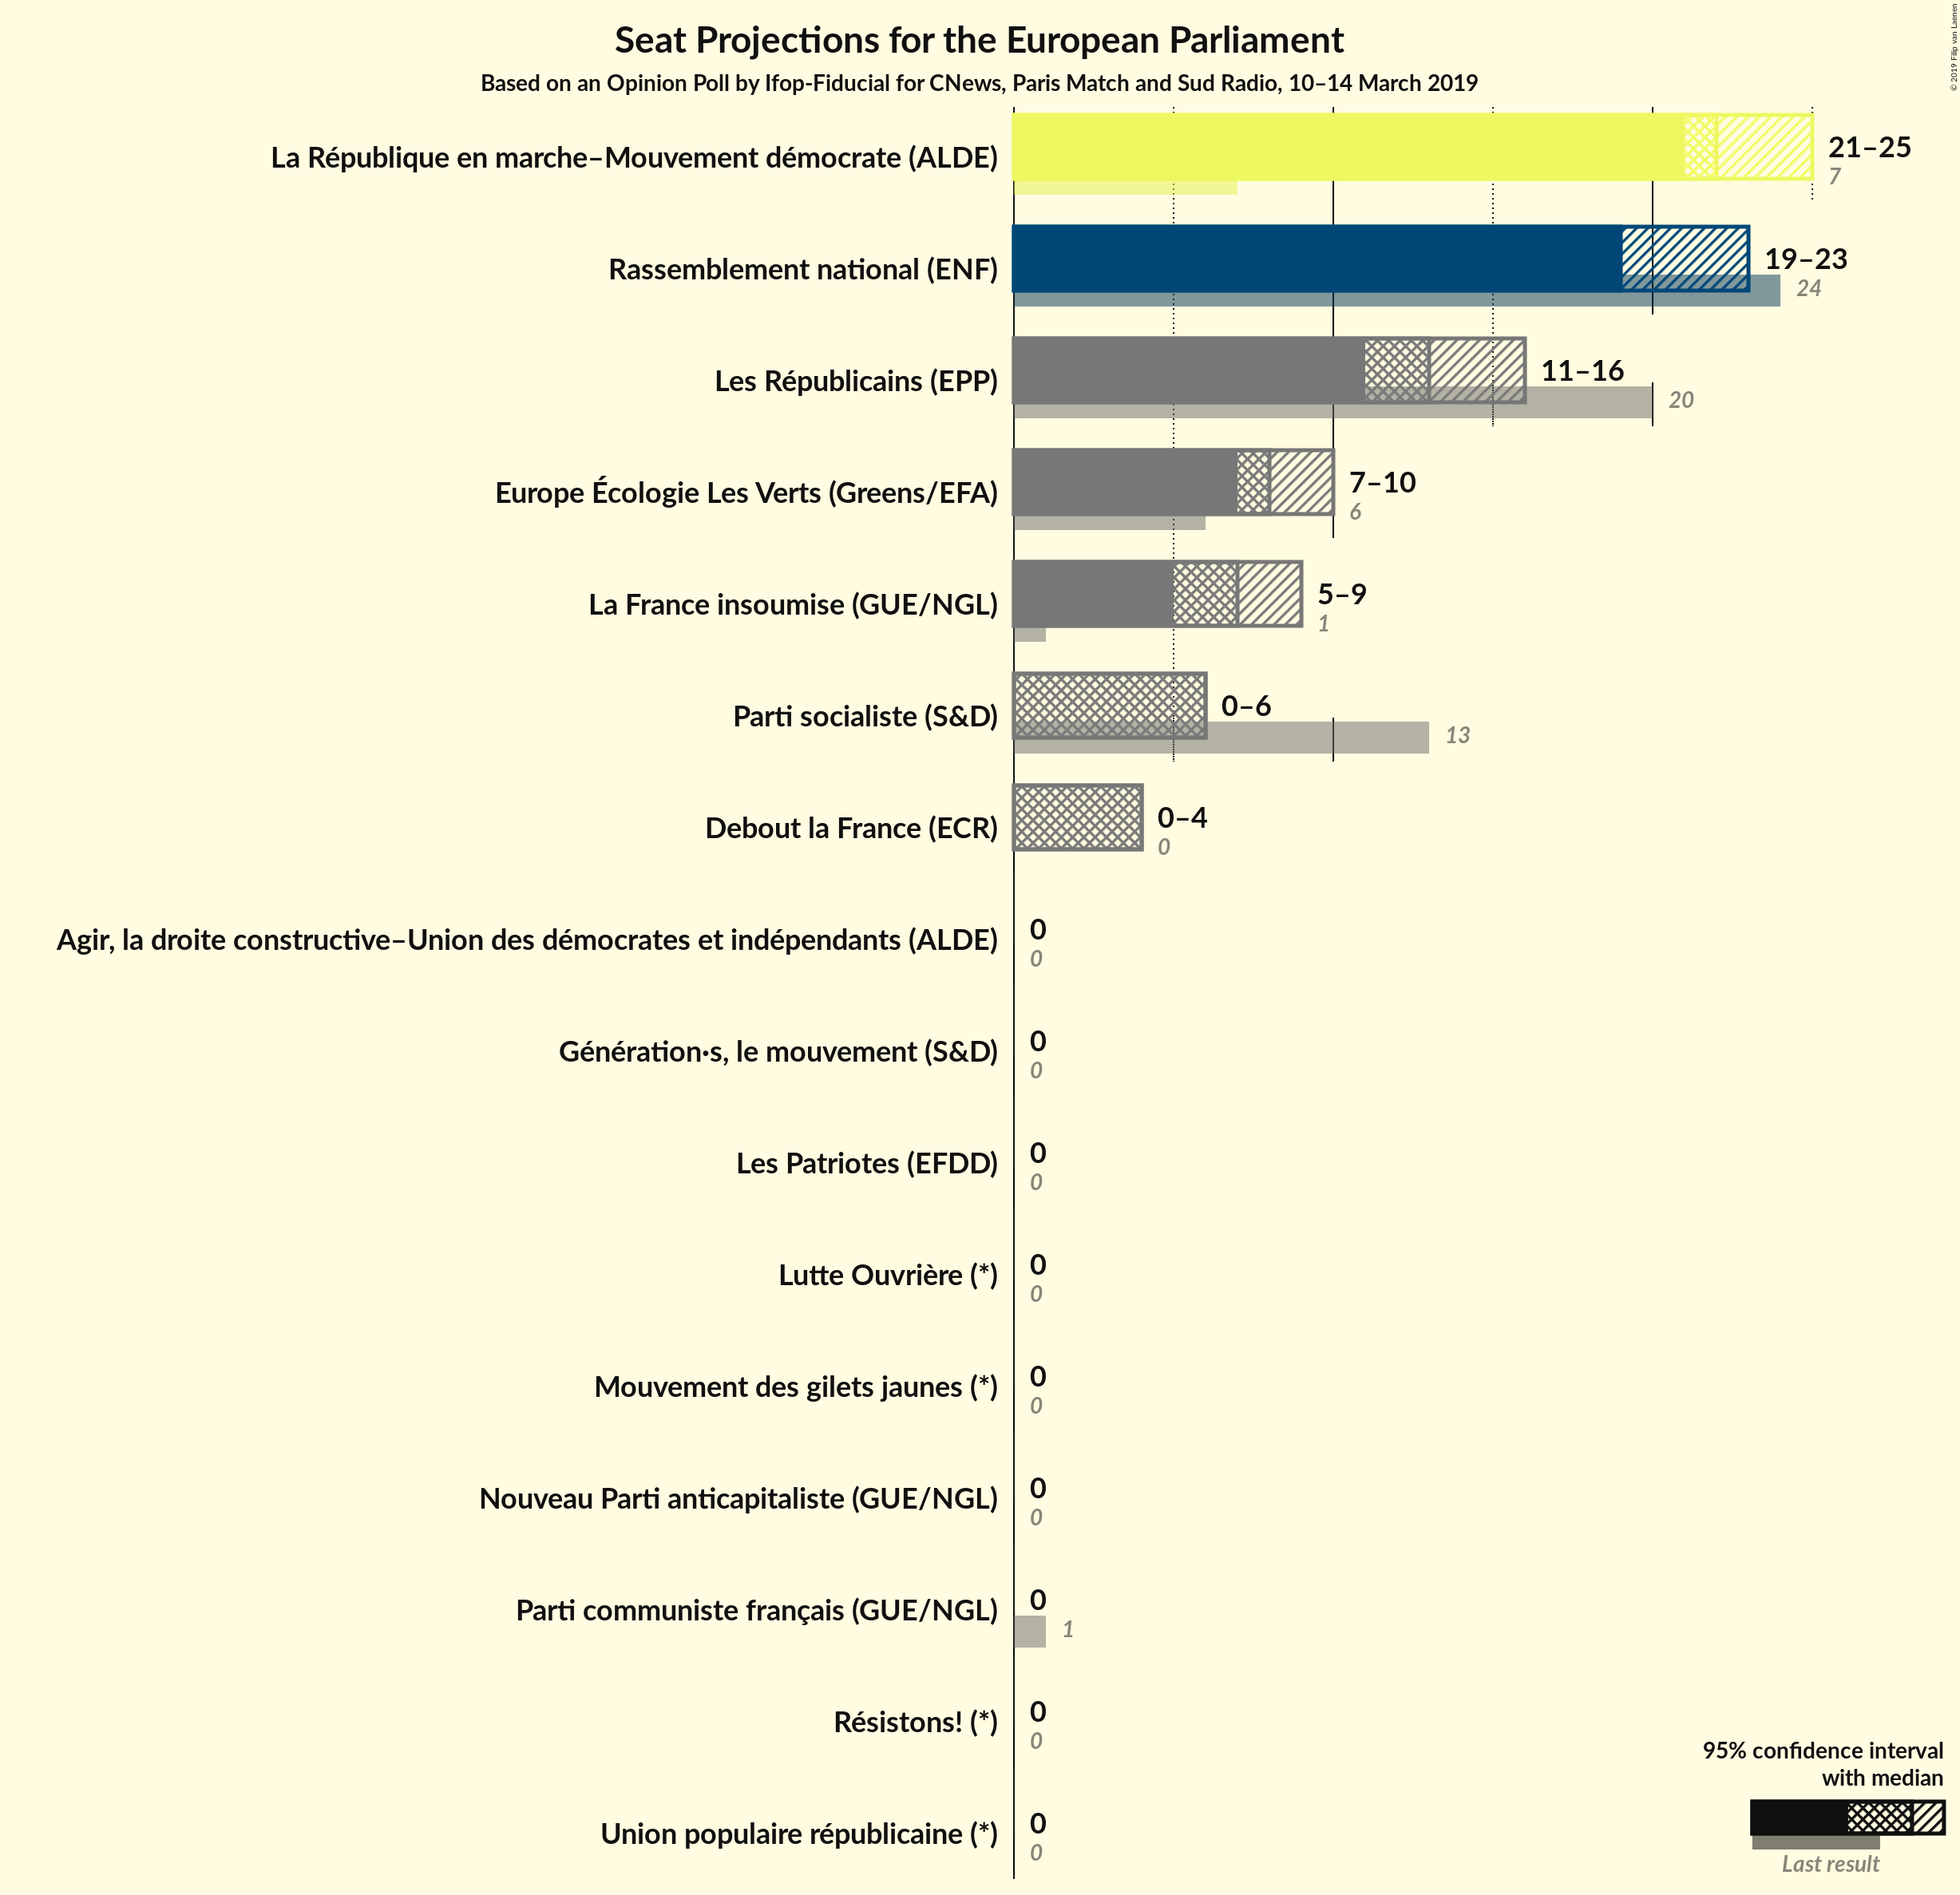 Seat Projections for the European Parliament
Based on an Opinion Poll by Ifop-Fiducial for CNews, Paris Match and Sud Radio, 10–14 March 2019
© 2019 Filip van Laenen
La République en marche–Mouvement démocrate (ALDE)
21–25
7
Rassemblement national (ENF)
19–23
24
Les Républicains (EPP)
11–16
20
Europe Écologie Les Verts (Greens/EFA)
7–10
6
La France insoumise (GUE/NGL)
5–9
1
Parti socialiste (S&D)
0–6
13
Debout la France (ECR)
0–4
0
Agir, la droite constructive–Union des démocrates et indépendants (ALDE)
0
0
Génération·s, le mouvement (S&D)
0
0
Les Patriotes (EFDD)
0
0
Lutte Ouvrière (*)
0
0
Mouvement des gilets jaunes (*)
0
0
Nouveau Parti anticapitaliste (GUE/NGL)
0
0
Parti communiste français (GUE/NGL)
0
1
Résistons! (*)
0
0
Union populaire républicaine (*)
0
0
95% confidence interval
with median
Last result